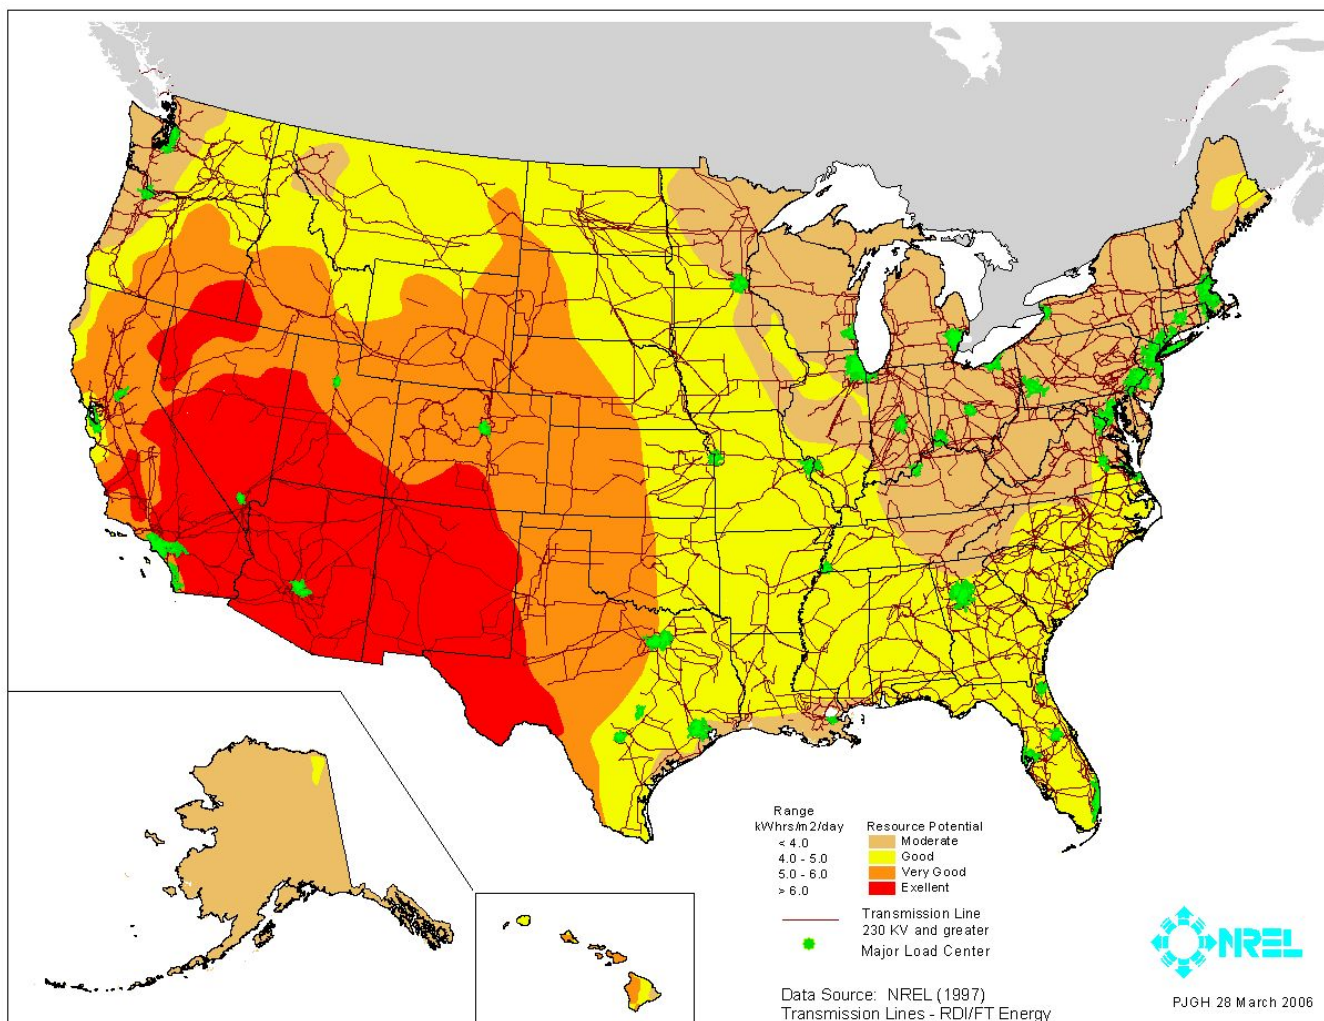 Range
kWhrs/m2/day
Resource Potential
< 4.0
Moderate
4.0 - 5.0
Good
5.0 - 6.0
Very Good
> 6.0
Exellent
Transmission Line
230 KV and greater
Major Load Center
Data Source: NREL (1997)
Transmission Lines - RDI/FT Energy
NREL
PJGH 28 March 2006